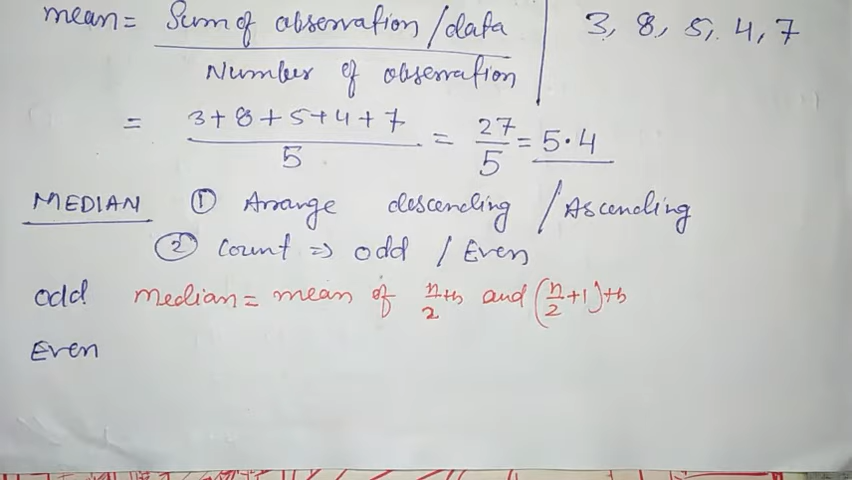 mean = Sum of observation/data 3, 8, 5, 4, 7
Number of observation
= 3+8+5+4+7 = 27 = 5.4
5 5
MEDIAN ① Arrange descending / Ascending
② Count ⇒ odd / Even
odd median = mean of n/2 th and (n/2 +1)th
Even